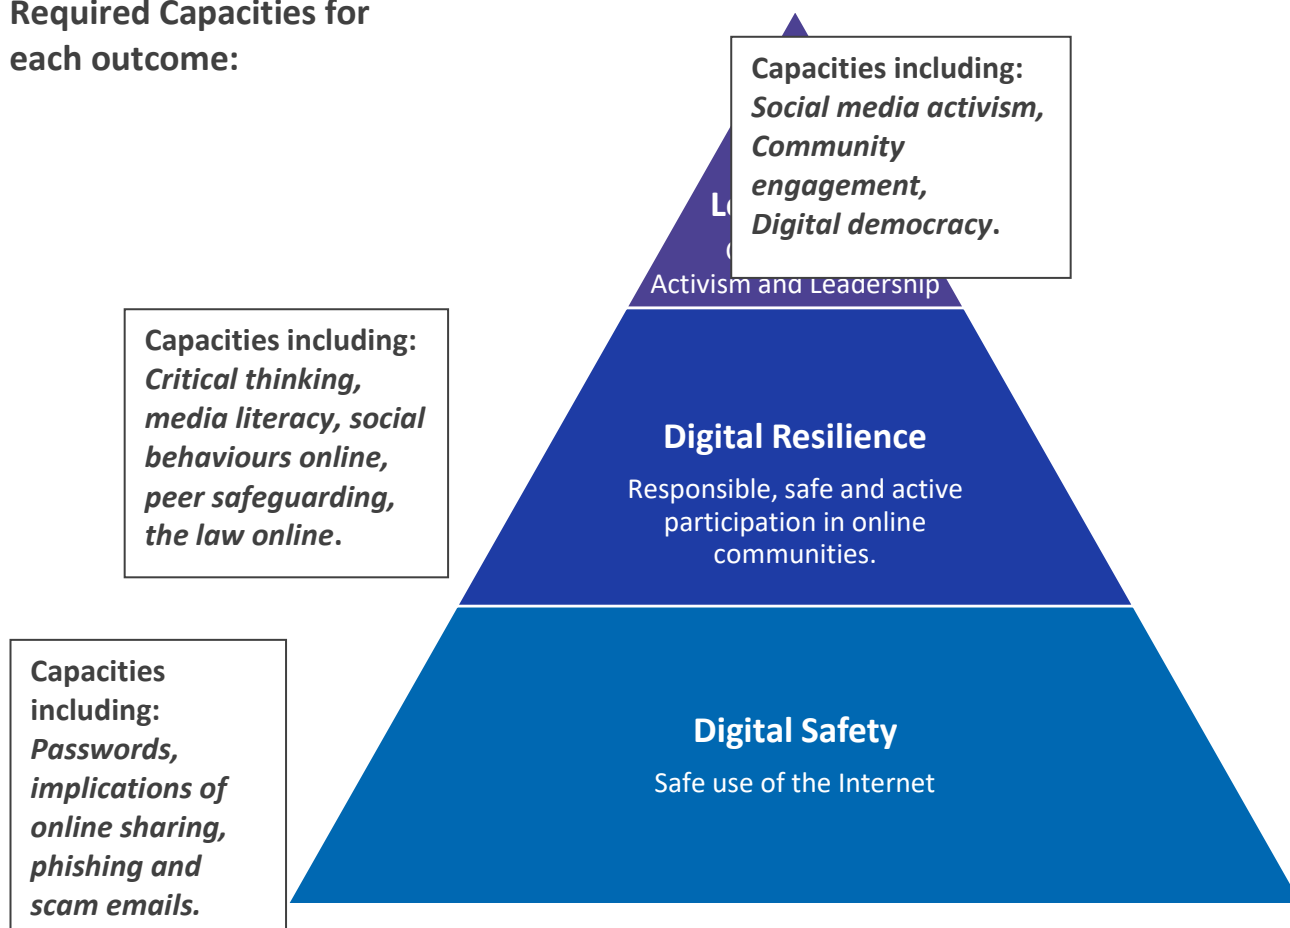 Required Capacities for
each outcome:
Capacities including:
Social media activism,
Community
engagement,
Digital democracy.
Activism and Leadership
Capacities including:
Critical thinking,
media literacy, social
behaviours online,
peer safeguarding,
the law online.
Digital Resilience
Responsible, safe and active
participation in online
communities.
Capacities
including:
Passwords,
implications of
online sharing,
phishing and
scam emails.
Digital Safety
Safe use of the Internet